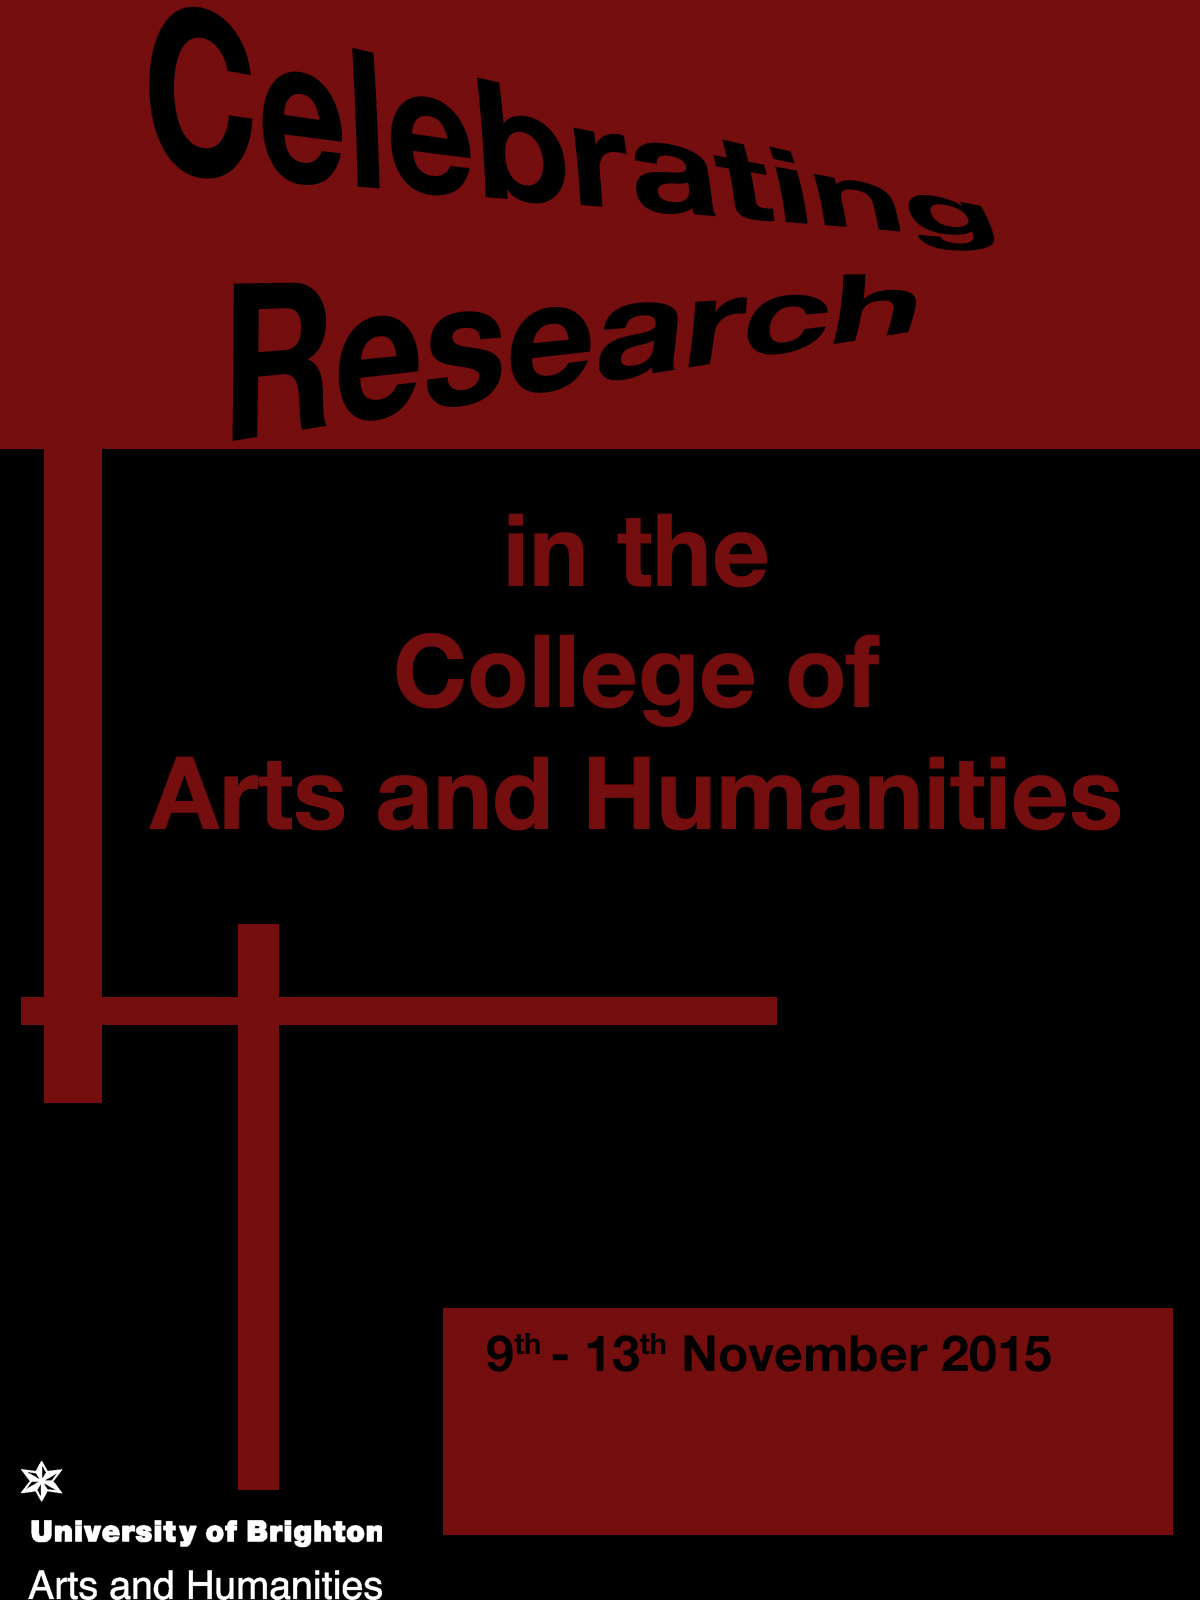 Celebrating
Research
in the
College of
Arts and Humanities
9th - 13th November 2015
University of Brighton
Arts and Humanities